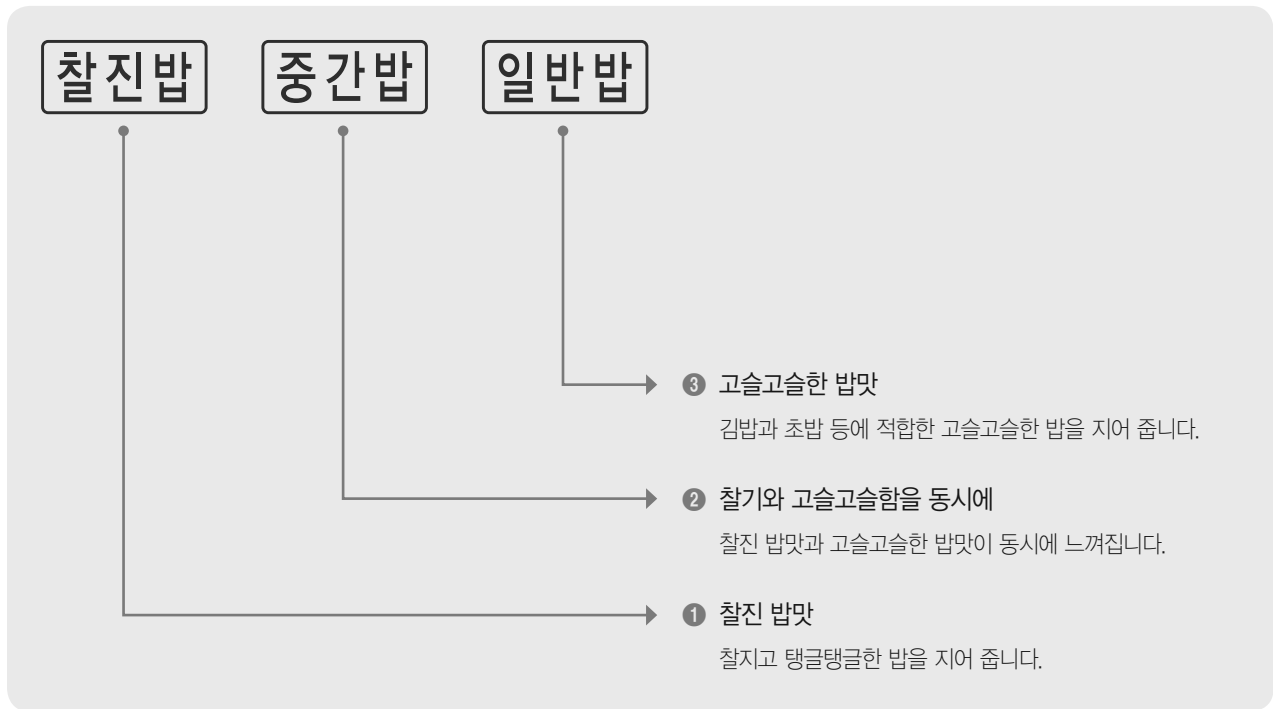 찰진밥 중간밥 일반밥
❸ 고슬고슬한 밥맛
김밥과 초밥 등에 적합한 고슬고슬한 밥을 지어 줍니다.
❷ 찰기와 고슬고슬함을 동시에
찰진 밥맛과 고슬고슬한 밥맛이 동시에 느껴집니다.
❶ 찰진 밥맛
찰지고 탱글탱글한 밥을 지어 줍니다.